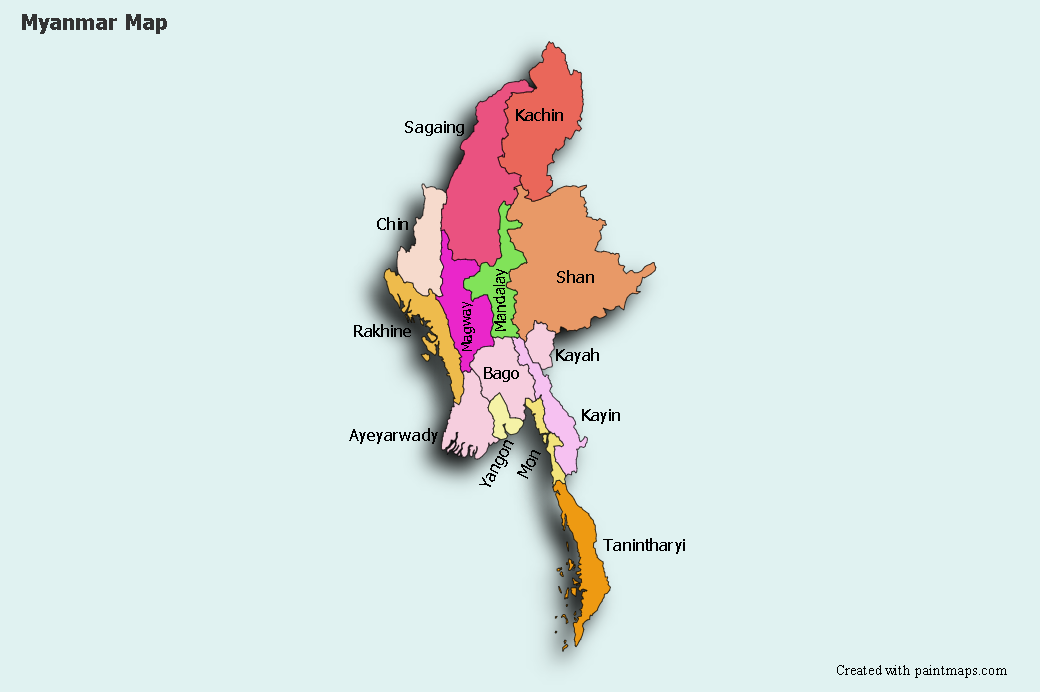 Myanmar Map
Kachin
Sagaing
Chin
Shan
Mandalay
Magway
Rakhine
Kayah
Bago
Kayin
Ayeyarwady
Yangon
Mon
Tanintharyi
Created with paintmaps.com